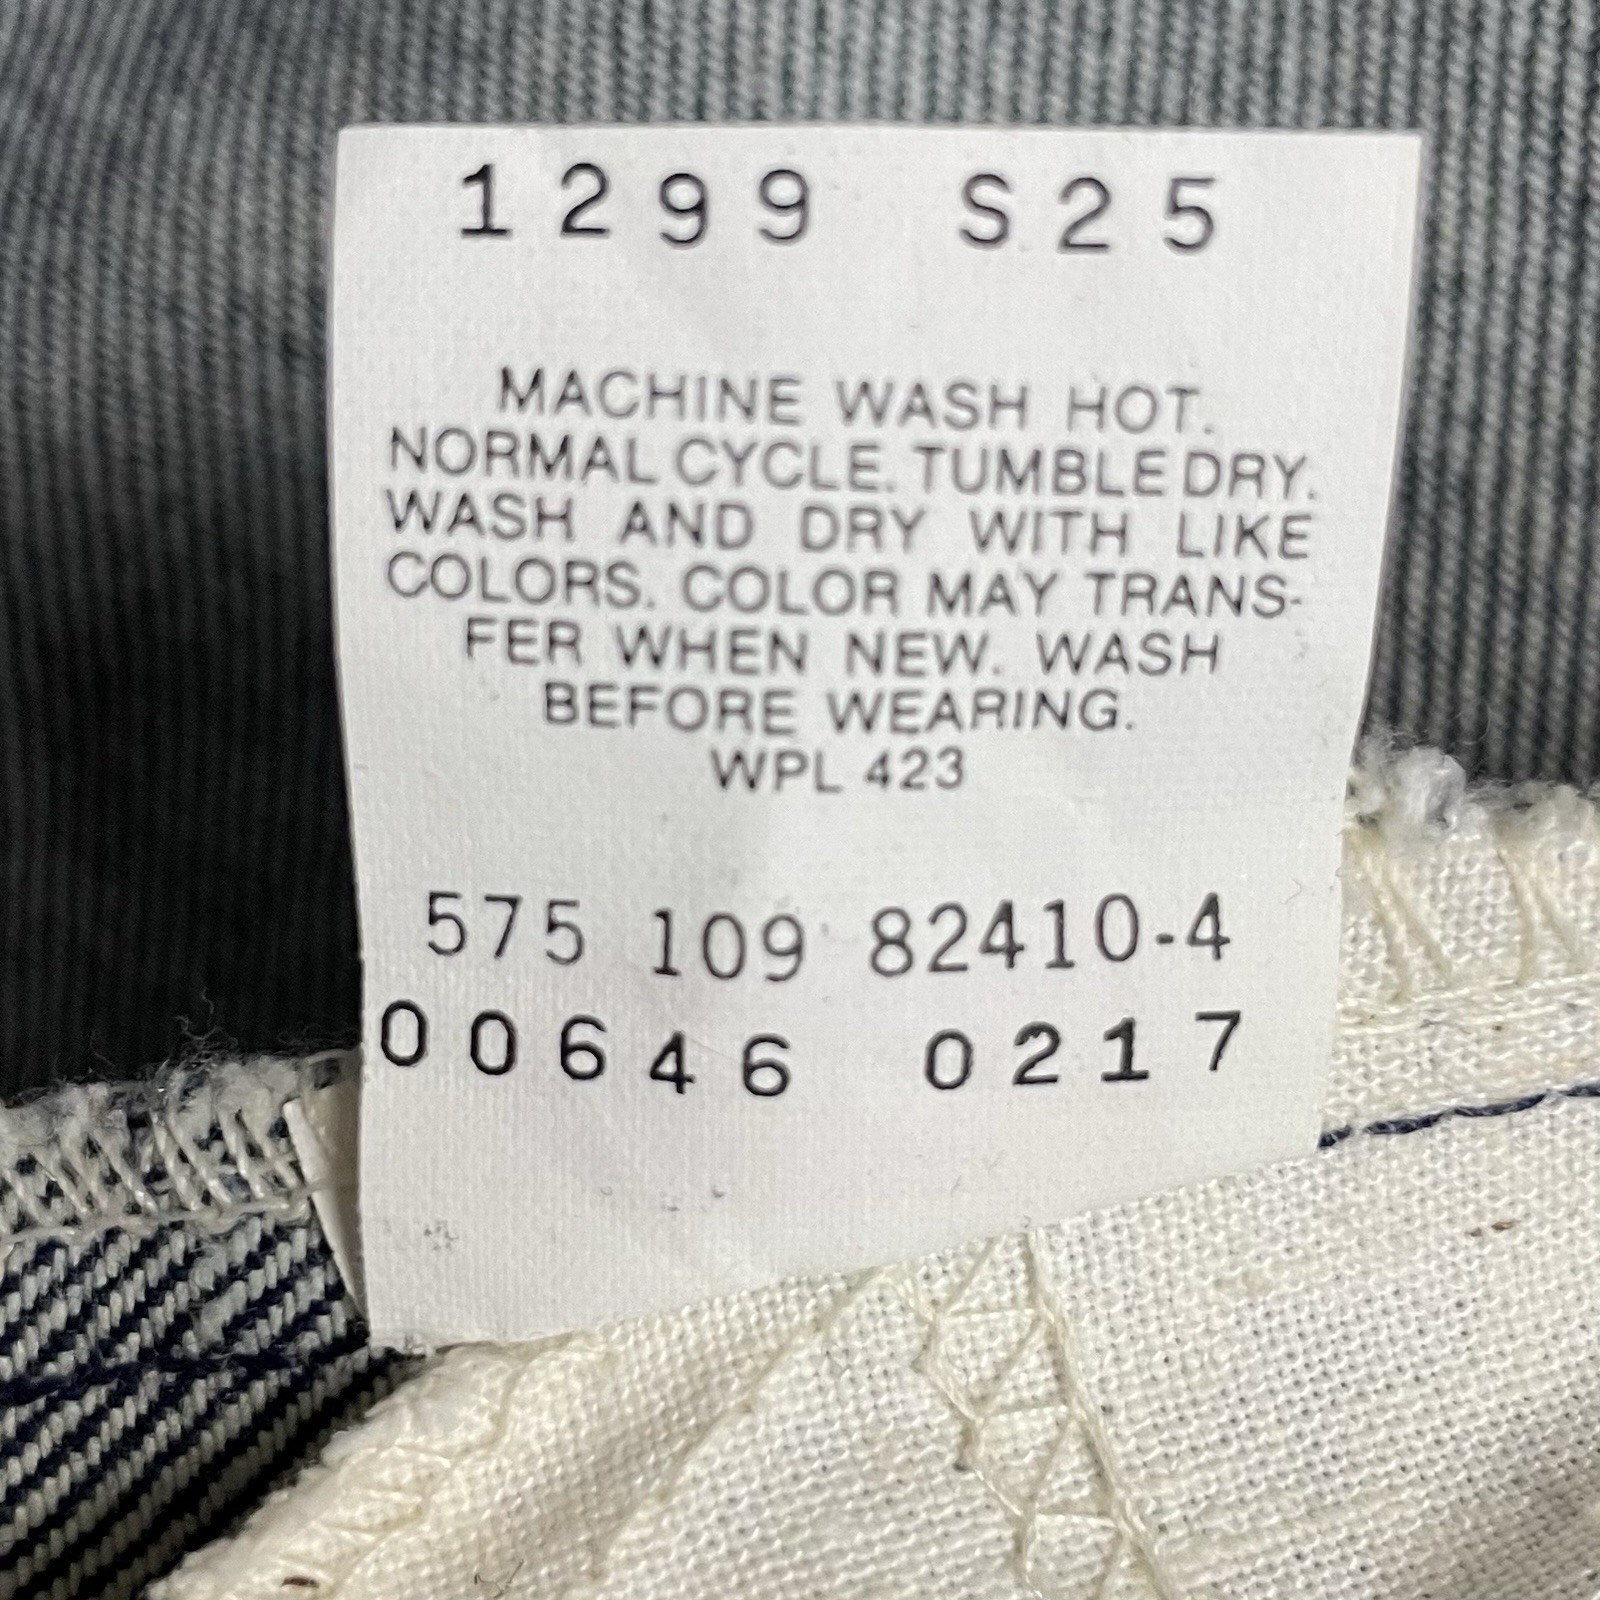 1299 S25
MACHINE WASH HOT.
NORMAL CYCLE. TUMBLE DRY.
WASH AND DRY WITH LIKE
COLORS. COLOR MAY TRANS-
FER WHEN NEW. WASH
BEFORE WEARING.
WPL 423
575 109 82410-4
00646 0217